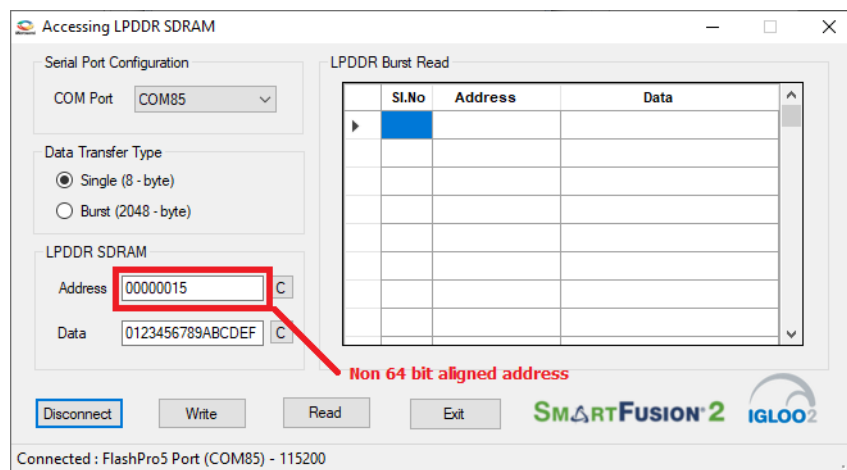 Accessing LPDDR SDRAM
Serial Port Configuration
COM Port COM85
Data Transfer Type
Single (8 - byte)
Burst (2048 - byte)
LPDDR SDRAM
Address 00000015 C
Data 0123456789ABCDEF C
LPDDR Burst Read
Sl.No Address Data
Non 64 bit aligned address
Disconnect Write Read Exit SMARTFUSION®2 IGLOO2
Connected : FlashPro5 Port (COM85) - 115200